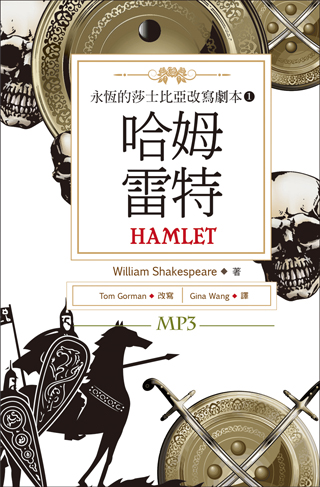 永恆的莎士比亞改寫劇本❶
哈姆
雷特
HAMLET
William Shakespeare ◆ 著
Tom Gorman ◆ 改寫 | Gina Wang ◆ 譯
MP3